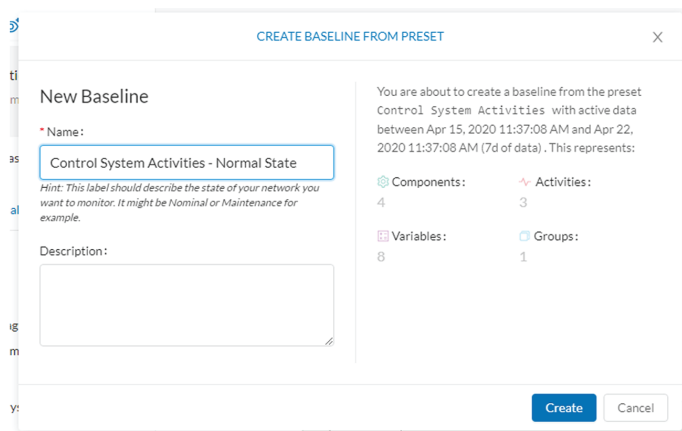 CREATE BASELINE FROM PRESET
New Baseline
* Name:
Control System Activities - Normal State
Hint: This label should describe the state of your network you
want to monitor. It might be Nominal or Maintenance for
example.
Description:
You are about to create a baseline from the preset
Control System Activities with active data
between Apr 15, 2020 11:37:08 AM and Apr 22,
2020 11:37:08 AM (7d of data) . This represents:
Components:
4
Activities:
3
Variables:
8
Groups:
1
Create
Cancel